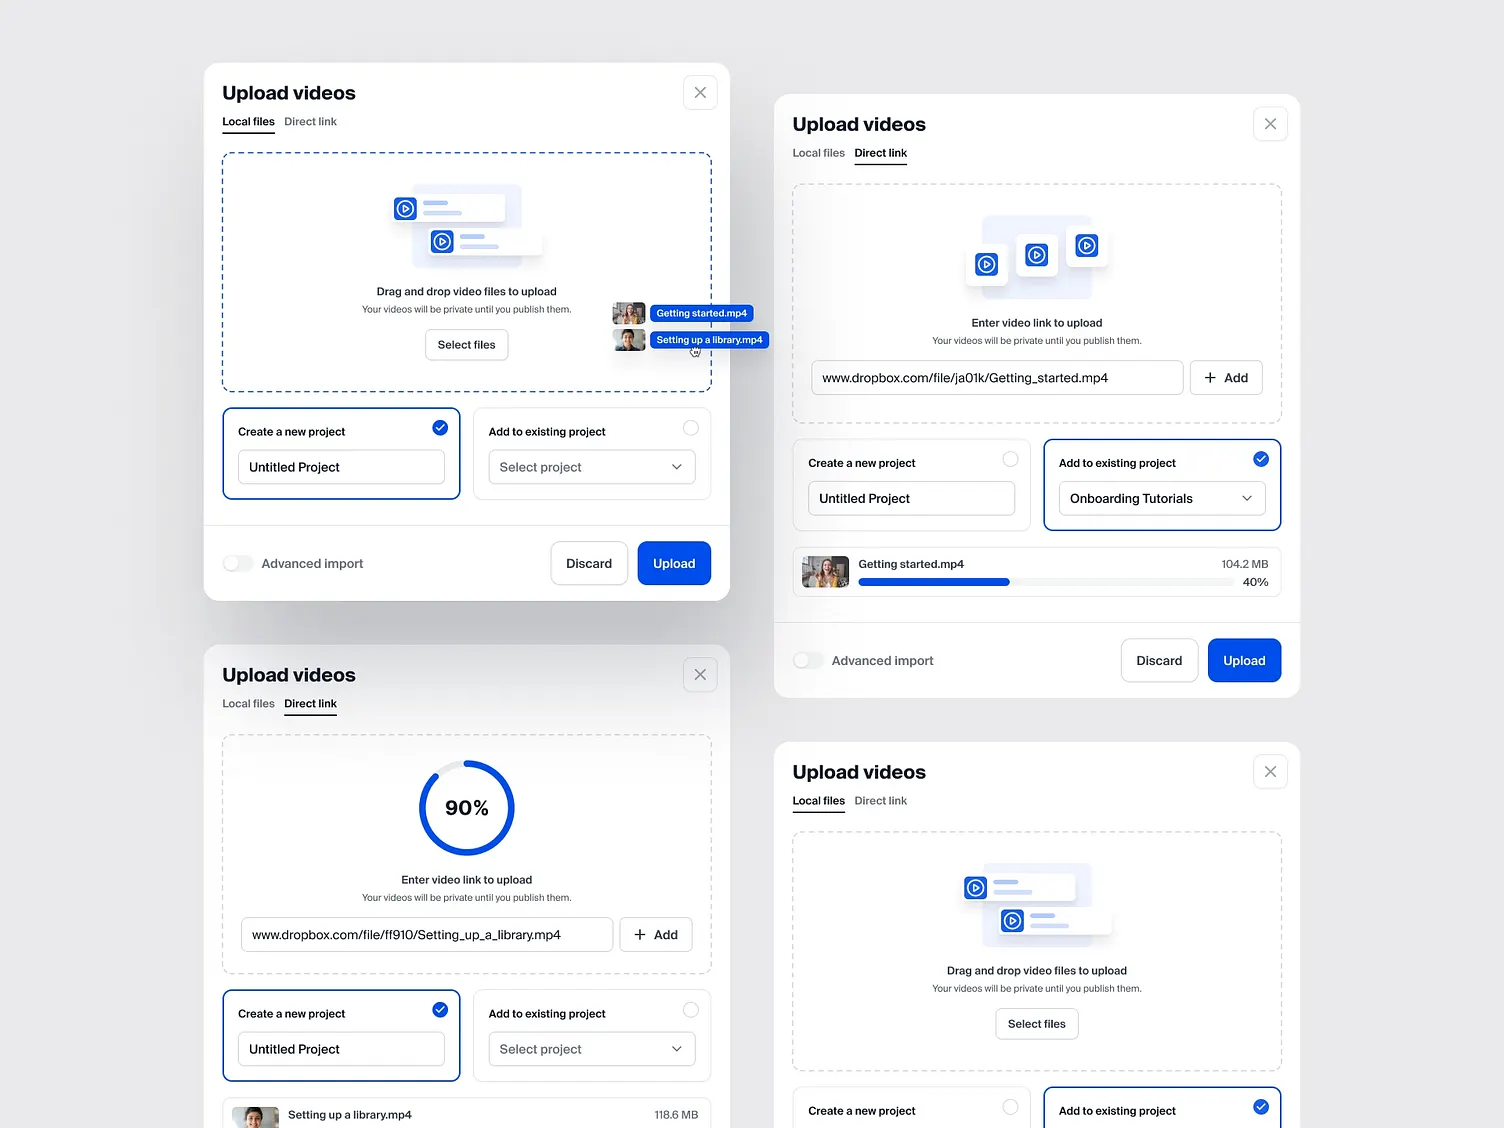 Upload videos
Local files Direct link
Drag and drop video files to upload
Your videos will be private until you publish them.
Getting started.mp4
Setting up a library.mp4
Select files
Create a new project
Untitled Project
Add to existing project
Select project
Advanced import
Discard
Upload
Upload videos
Local files Direct link
Enter video link to upload
Your videos will be private until you publish them.
www.dropbox.com/file/ja01k/Getting_started.mp4
+ Add
Create a new project
Untitled Project
Add to existing project
Onboarding Tutorials
Getting started.mp4
104.2 MB
40%
Advanced import
Discard
Upload
Upload videos
Local files Direct link
90%
Enter video link to upload
Your videos will be private until you publish them.
www.dropbox.com/file/ff910/Setting_up_a_library.mp4
+ Add
Create a new project
Untitled Project
Add to existing project
Select project
Setting up a library.mp4
118.6 MB
Upload videos
Local files Direct link
Drag and drop video files to upload
Your videos will be private until you publish them.
Select files
Create a new project
Add to existing project